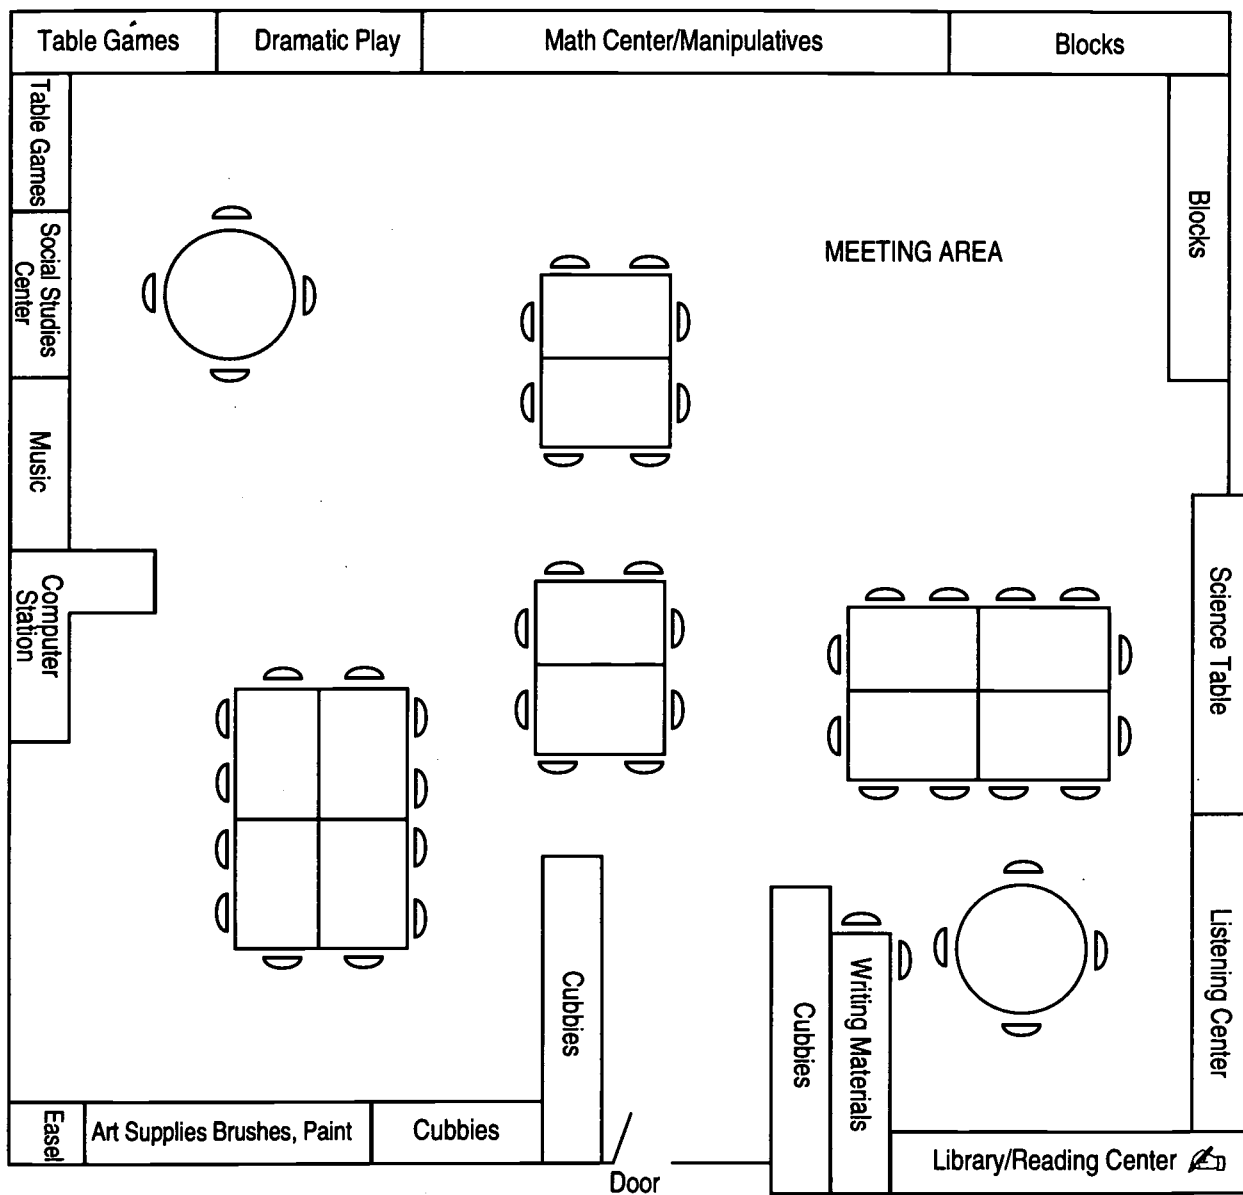 Table Games
Dramatic Play
Math Center/Manipulatives
Blocks
Table Games
Blocks
Social Studies
Center
MEETING AREA
Music
Computer
Station
Science Table
Cubbies
Cubbies
Writing Materials
Listening Center
Easel
Art Supplies Brushes, Paint
Cubbies
Library/Reading Center
Door